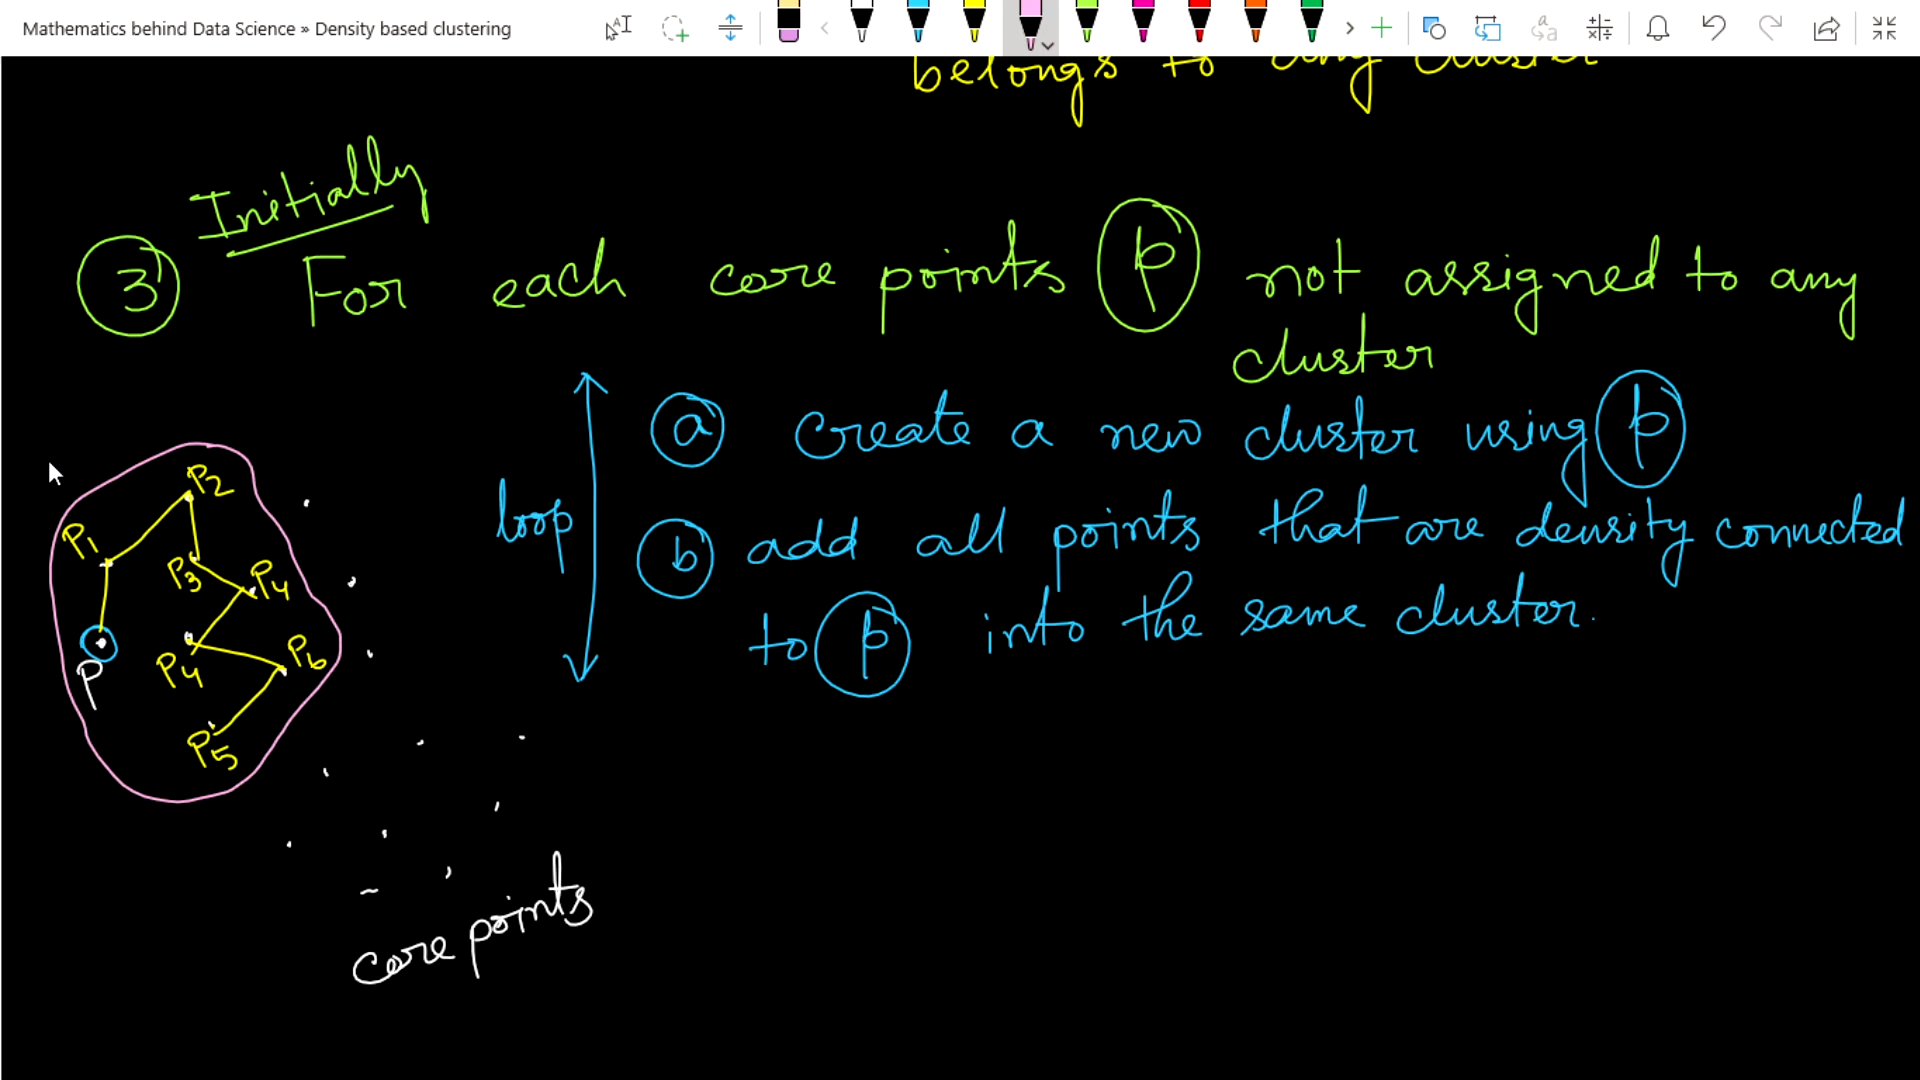 Mathematics behind Data Science » Density based clustering
belongs to any cluster
Initially
3 For each core points p not assigned to any
cluster
loop
a Create a new cluster using p
b add all points that are density connected
to p into the same cluster.
P2
P1
P3 P4
P4 P6
P
P5
core points